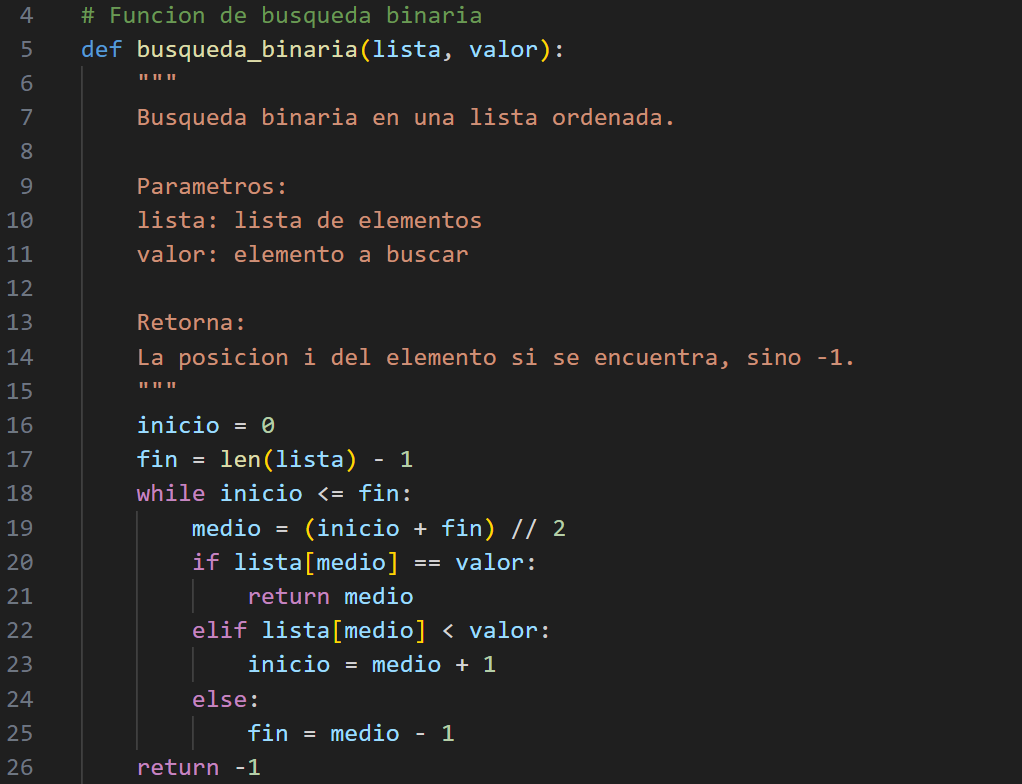 4 # Funcion de busqueda binaria
5 def busqueda_binaria(lista, valor):
6     """
7     Busqueda binaria en una lista ordenada.
8
9     Parametros:
10     lista: lista de elementos
11     valor: elemento a buscar
12
13     Retorna:
14     La posicion i del elemento si se encuentra, sino -1.
15     """
16     inicio = 0
17     fin = len(lista) - 1
18     while inicio <= fin:
19         medio = (inicio + fin) // 2
20         if lista[medio] == valor:
21             return medio
22         elif lista[medio] < valor:
23             inicio = medio + 1
24         else:
25             fin = medio - 1
26     return -1